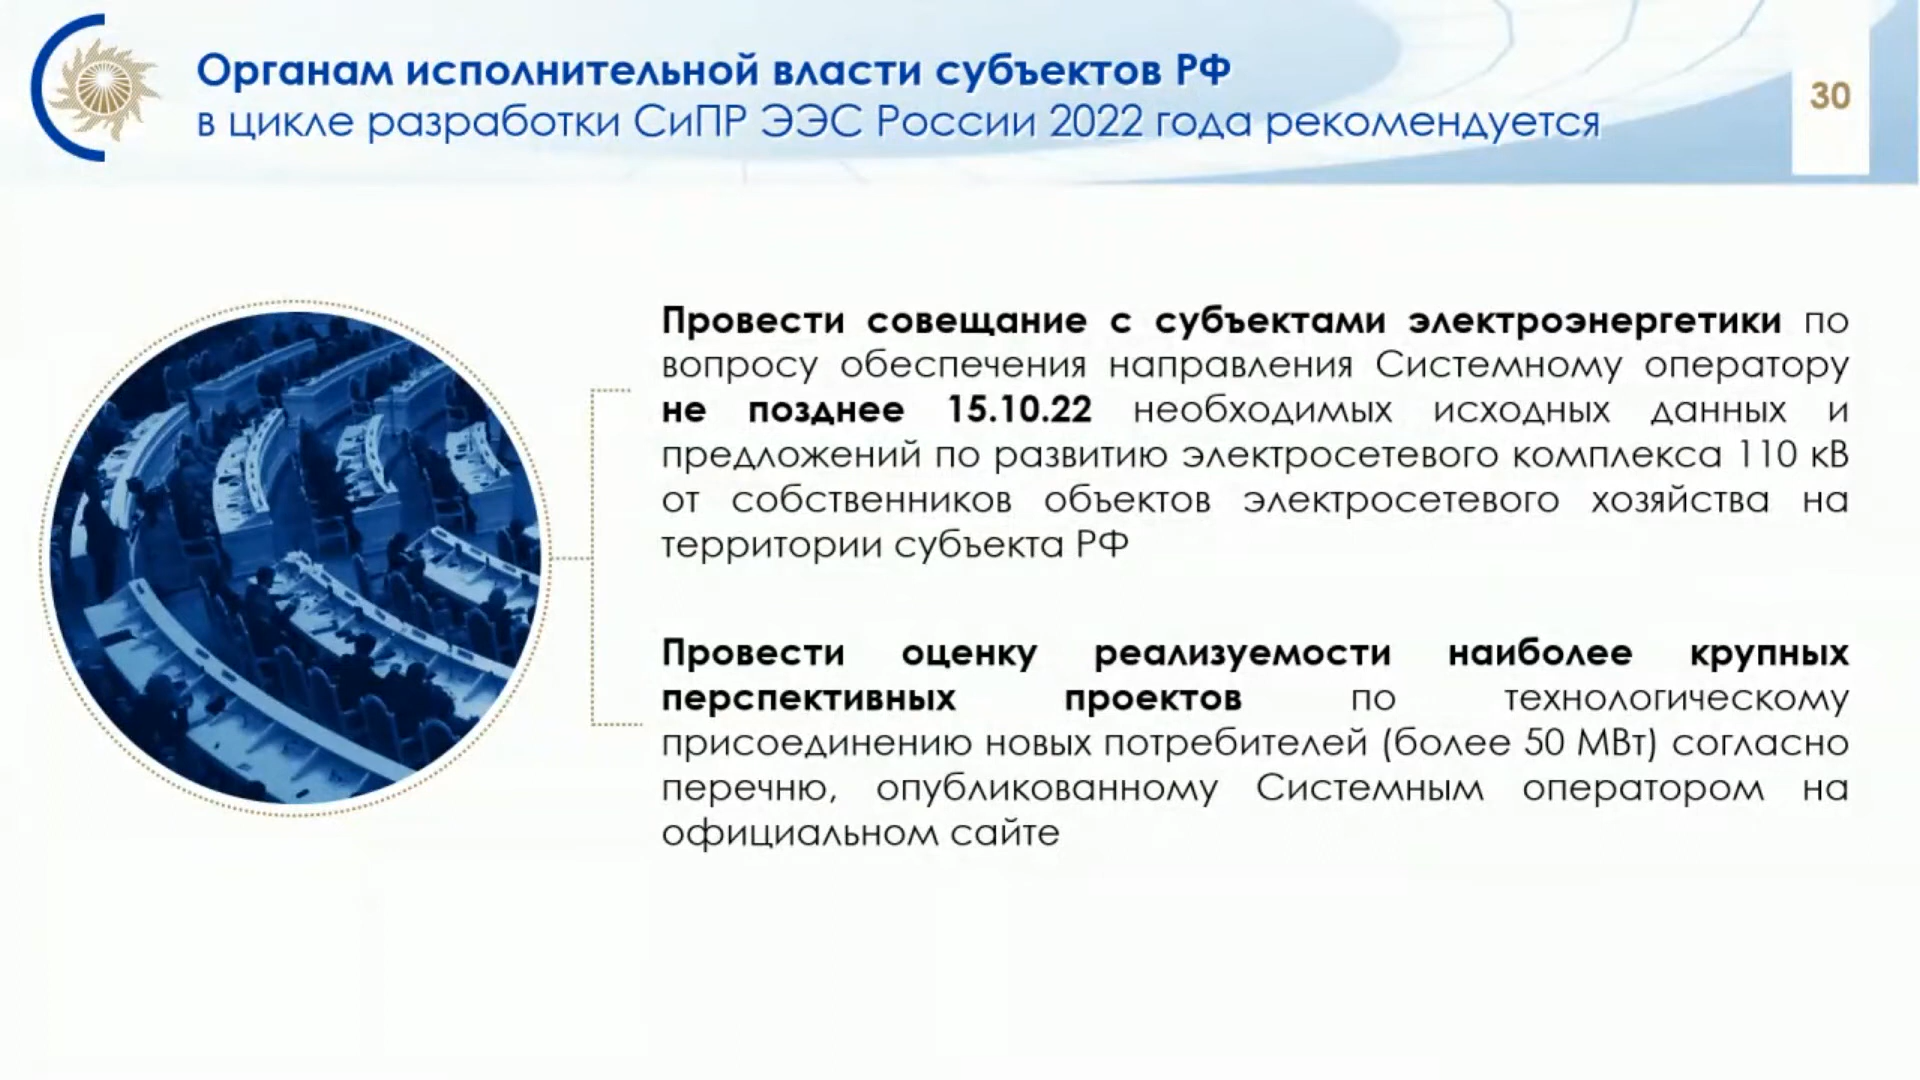 Органам исполнительной власти субъектов РФ
в цикле разработки СиПР ЭЭС России 2022 года рекомендуется
30
Провести совещание с субъектами электроэнергетики по
вопросу обеспечения направления Системному оператору
не позднее 15.10.22 необходимых исходных данных и
предложений по развитию электросетевого комплекса 110 кВ
от собственников объектов электросетевого хозяйства на
территории субъекта РФ
Провести оценку реализуемости наиболее крупных
перспективных проектов по технологическому
присоединению новых потребителей (более 50 МВт) согласно
перечню, опубликованному Системным оператором на
официальном сайте